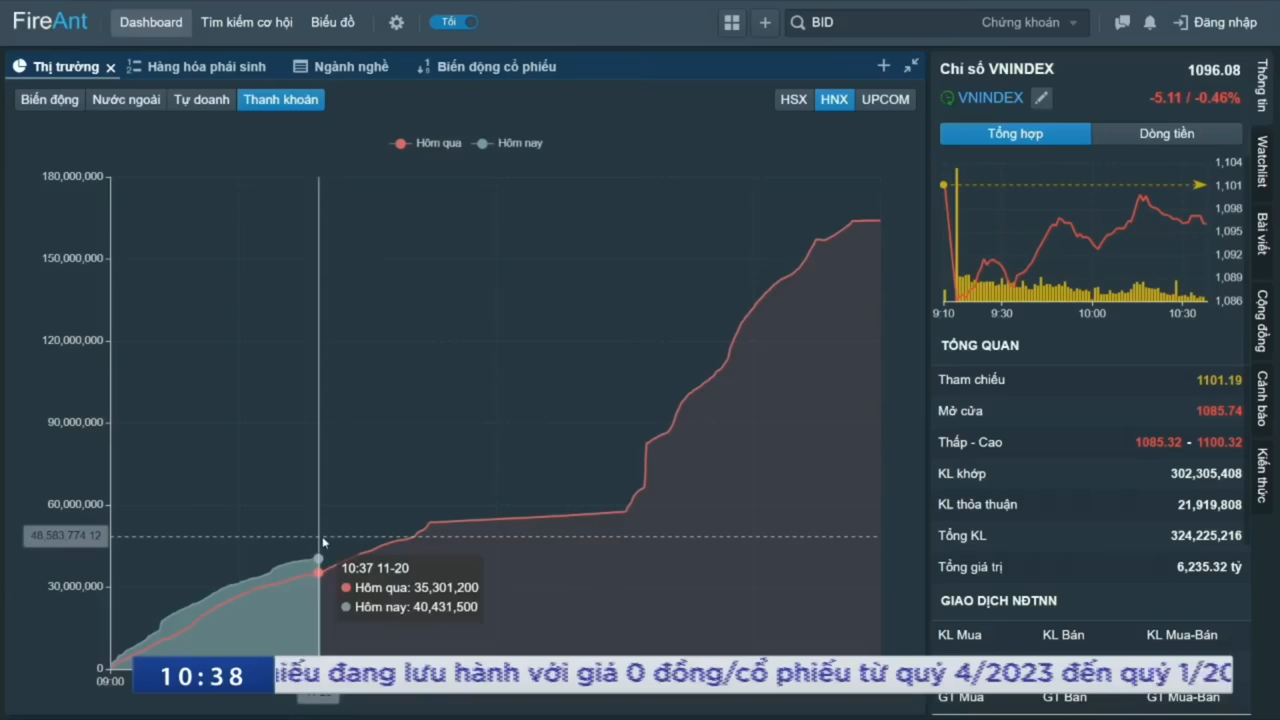 FireAnt Dashboard Tìm kiếm cơ hội Biểu đồ Tối BID Chứng khoán Đăng nhập
Thị trường Hàng hóa phái sinh Ngành nghề Biến động cổ phiếu
Biến động Nước ngoài Tự doanh Thanh khoản HSX HNX UPCOM
Hôm qua Hôm nay
180,000,000
150,000,000
120,000,000
90,000,000
60,000,000
48,583,774 12
30,000,000
0
09:00
10:37 11-20
Hôm qua: 35,301,200
Hôm nay: 40,431,500
Chỉ số VNINDEX 1096.08
VNINDEX -5.11 / -0.46%
Tổng hợp Dòng tiền
1,104
1,101
1,098
1,095
1,092
1,089
1,086
9:10 9:30 10:00 10:30
TỔNG QUAN
Tham chiếu 1101.19
Mở cửa 1085.74
Thấp - Cao 1085.32 - 1100.32
KL khớp 302,305,408
KL thỏa thuận 21,919,808
Tổng KL 324,225,216
Tổng giá trị 6,235.32 tỷ
GIAO DỊCH NĐTNN
KL Mua KL Bán KL Mua-Bán
GT Mua GT Bán GT Mua-Bán
Thông tin
Watchlist
Bài viết
Cộng đồng
Cảnh báo
Kiến thức
10:38 hiếu đang lưu hành với giá 0 đồng/cổ phiếu từ quý 4/2023 đến quý 1/20